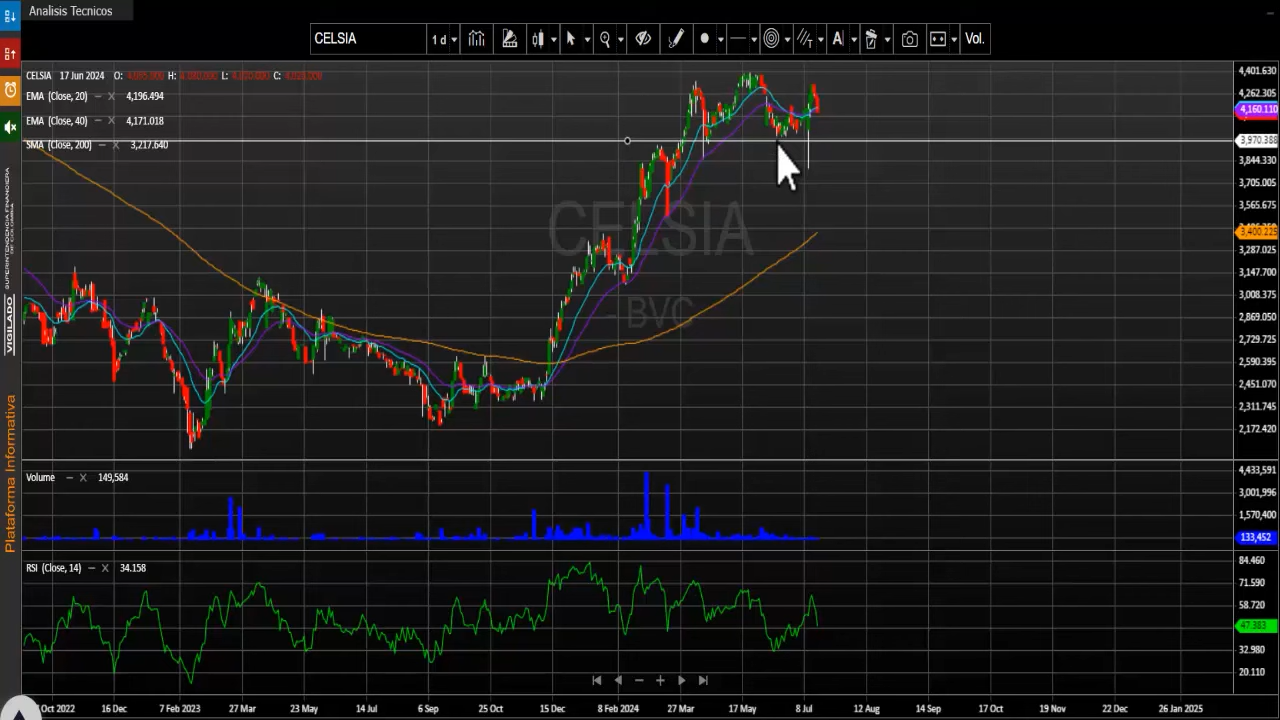 Analisis Tecnicos
CELSIA
1 d
A
Vol.
CELSIA 17 Jun 2024 O: H: L: C:
EMA (Close, 20) – X 4,196.494
EMA (Close, 40) – X 4,171.018
SMA (Close, 200) – X 3,217.640
CELSIA
- BVC
4,401.630
4,262.305
4,160.110
3,970.388
3,844.330
3,705.005
3,565.675
3,400.225
3,287.025
3,147.700
3,008.375
2,869.050
2,729.725
2,590.395
2,451.070
2,311.745
2,172.420
Volume – X 149,584
4,433,591
3,001,996
1,570,400
133,452
RSI (Close, 14) – X 34.158
84.460
71.590
58.720
47.383
32.980
20.110
Oct 2022 16 Dec 7 Feb 2023 27 Mar 23 May 14 Jul 6 Sep 25 Oct 15 Dec 8 Feb 2024 27 Mar 17 May 8 Jul 12 Aug 14 Sep 17 Oct 19 Nov 22 Dec 26 Jan 2025
VIGILADO
SUPERINTENDENCIA FINANCIERA
DE COLOMBIA
Plataforma Informativa